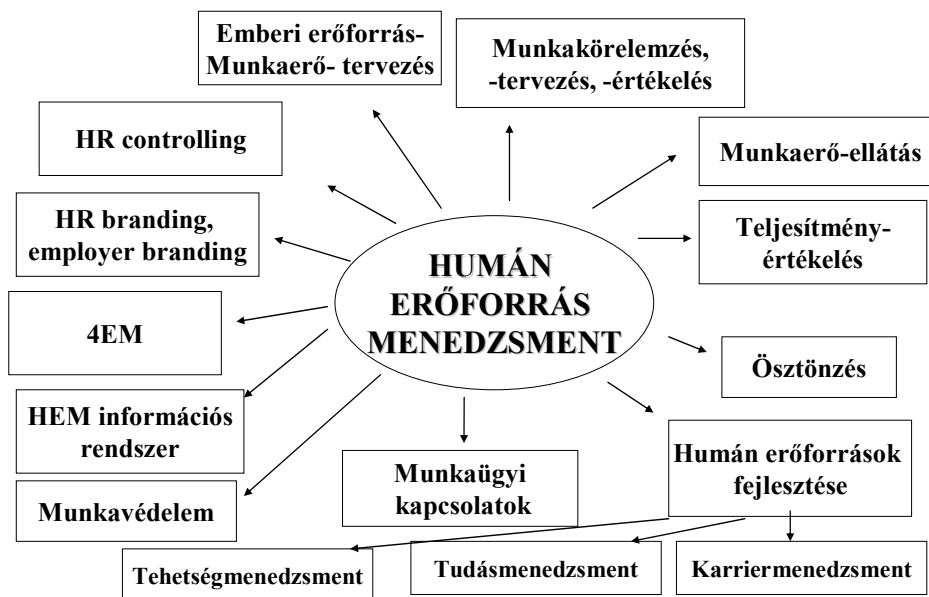 Emberi erőforrás-
Munkaerő- tervezés
Munkakörelemzés,
-tervezés, -értékelés
HR controlling
Munkaerő-ellátás
HR branding,
employer branding
Teljesítmény-
értékelés
HUMÁN
ERŐFORRÁS
MENEDZSMENT
4EM
Ösztönzés
HEM információs
rendszer
Humán erőforrások
fejlesztése
Munkaügyi
kapcsolatok
Munkavédelem
Tehetségmenedzsment
Tudásmenedzsment
Karriermenedzsment